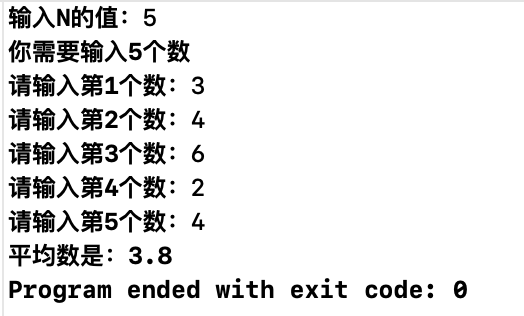 输入N的值：5
你需要输入5个数
请输入第1个数：3
请输入第2个数：4
请输入第3个数：6
请输入第4个数：2
请输入第5个数：4
平均数是：3.8
Program ended with exit code: 0